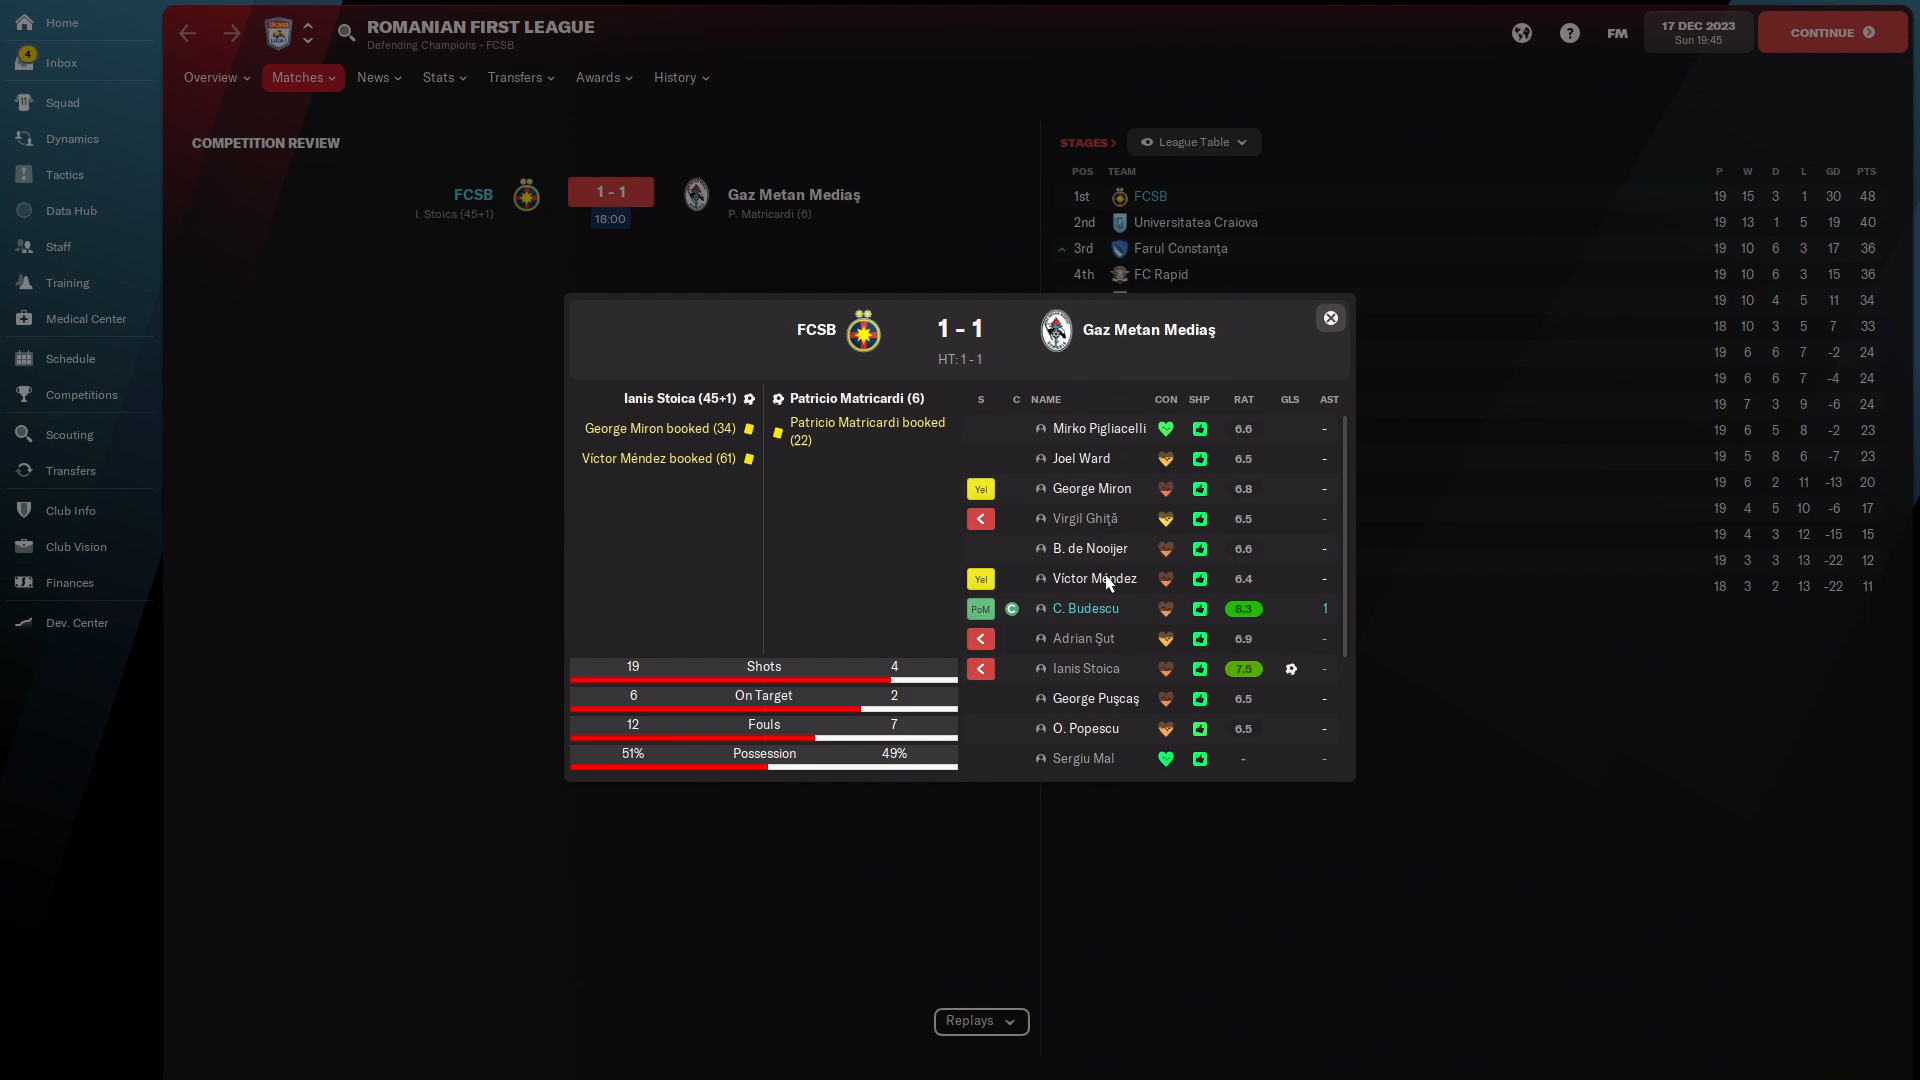 Home
4
Inbox
Squad
Dynamics
Tactics
Data Hub
Staff
Training
Medical Center
Schedule
Competitions
Scouting
Transfers
Club Info
Club Vision
Finances
Dev. Center
ROMANIAN FIRST LEAGUE
Defending Champions - FCSB
FM
17 DEC 2023
Sun 19:45
CONTINUE
Overview
Matches
News
Stats
Transfers
Awards
History
COMPETITION REVIEW
FCSB
1 - 1
Gaz Metan Mediaş
I. Stoica (45+1)
18:00
P. Matricardi (6)
STAGES
League Table
POS TEAM P W D L GD PTS
1st FCSB 19 15 3 1 30 48
2nd Universitatea Craiova 19 13 1 5 19 40
3rd Farul Constanţa 19 10 6 3 17 36
4th FC Rapid 19 10 6 3 15 36
19 10 4 5 11 34
18 10 3 5 7 33
19 6 6 7 -2 24
19 6 6 7 -4 24
19 7 3 9 -6 24
19 6 5 8 -2 23
19 5 8 6 -7 23
19 6 2 11 -13 20
19 4 5 10 -6 17
19 4 3 12 -15 15
19 3 3 13 -22 12
18 3 2 13 -22 11
FCSB
1 - 1
Gaz Metan Mediaş
HT: 1 - 1
Ianis Stoica (45+1)
George Miron booked (34)
Víctor Méndez booked (61)
Patricio Matricardi (6)
Patricio Matricardi booked
(22)
19 Shots 4
6 On Target 2
12 Fouls 7
51% Possession 49%
S C NAME CON SHP RAT GLS AST
Mirko Pigliacelli 6.6 -
Joel Ward 6.5 -
Yel George Miron 6.8 -
Virgil Ghiţă 6.5 -
B. de Nooijer 6.6 -
Yel Víctor Méndez 6.4 -
PoM C C. Budescu 8.3 1
Adrian Şut 6.9 -
Ianis Stoica 7.5 -
George Puşcaş 6.5 -
O. Popescu 6.5 -
Sergiu Mal - -
Replays